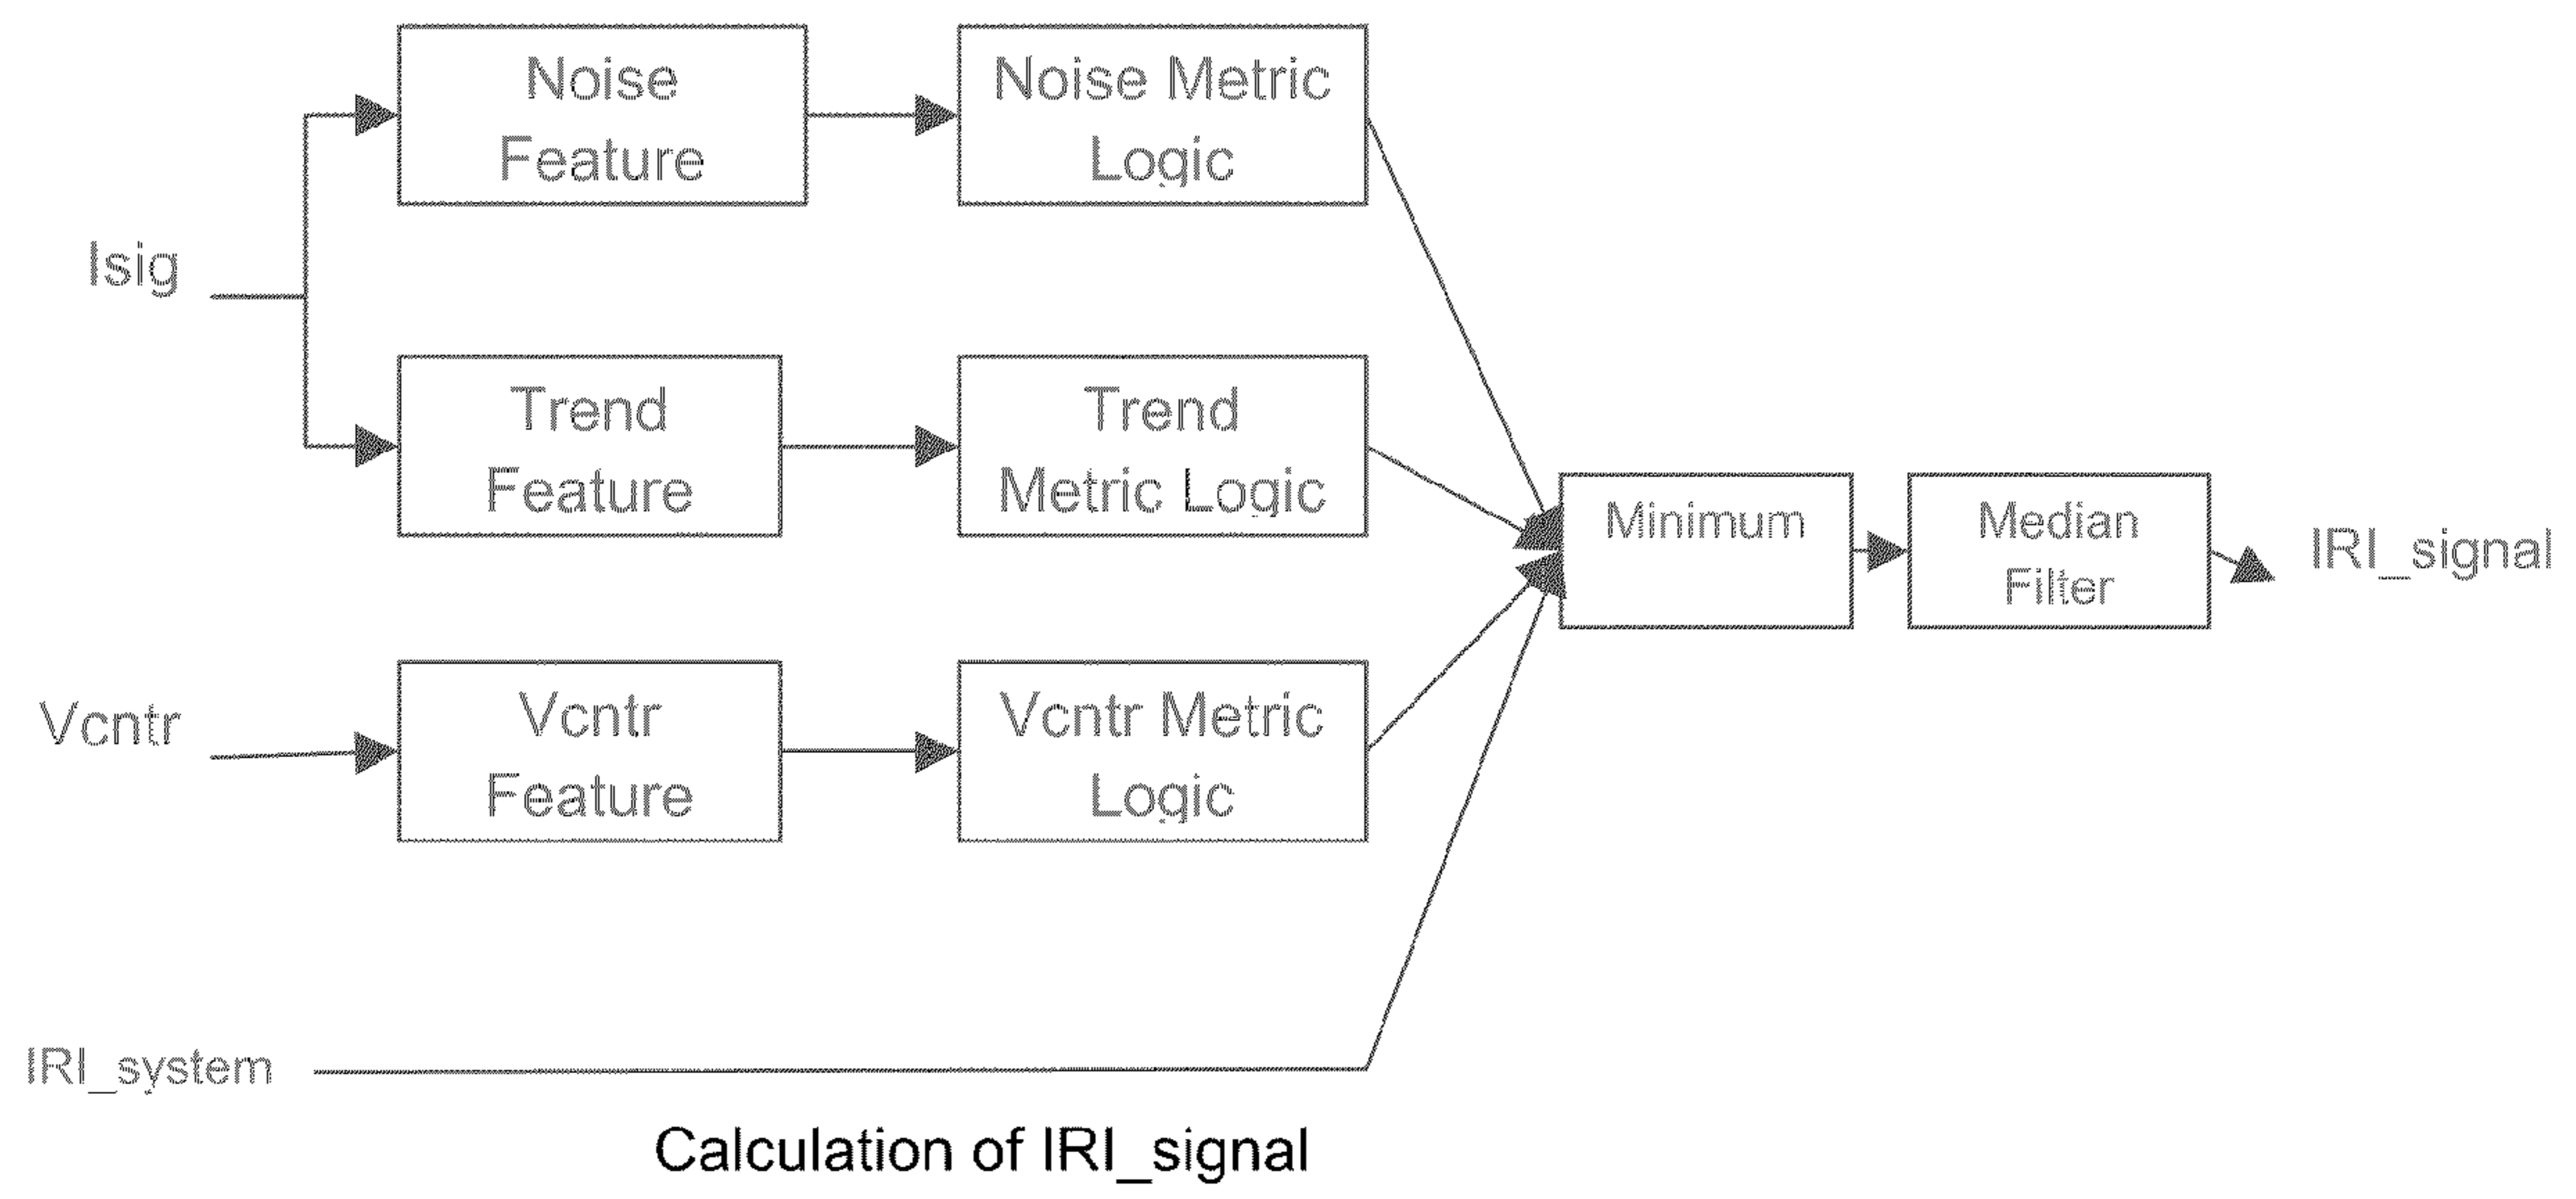 Noise
Feature
Noise Metric
Logic
Isig
Trend
Feature
Trend
Metric Logic
Minimum
Median
Filter
IRI_signal
Vcntr
Vcntr
Feature
Vcntr Metric
Logic
IRI_system
Calculation of IRI_signal